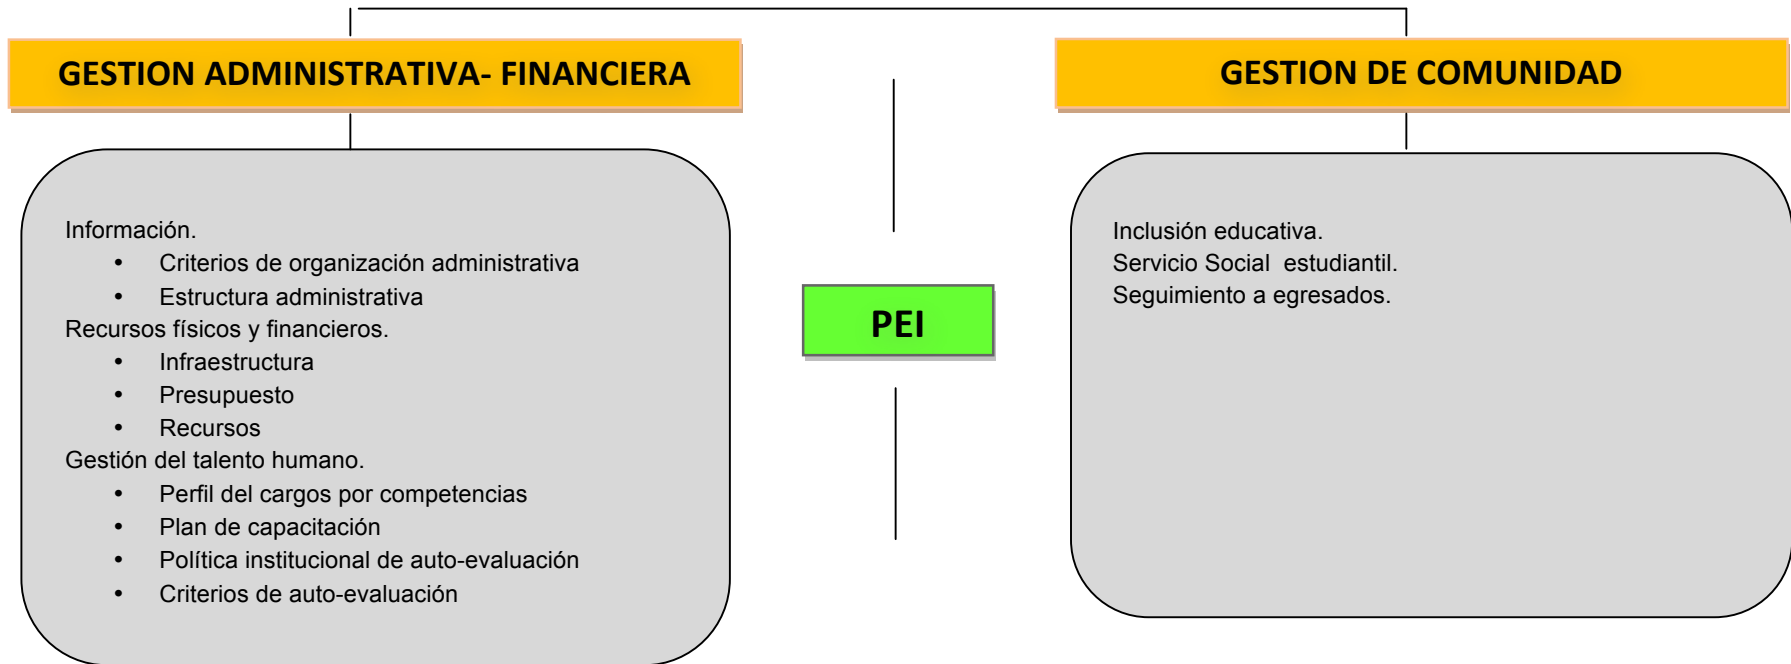 GESTION ADMINISTRATIVA- FINANCIERA
Información.
• Criterios de organización administrativa
• Estructura administrativa
Recursos físicos y financieros.
• Infraestructura
• Presupuesto
• Recursos
Gestión del talento humano.
• Perfil del cargos por competencias
• Plan de capacitación
• Política institucional de auto-evaluación
• Criterios de auto-evaluación
PEI
GESTION DE COMUNIDAD
Inclusión educativa.
Servicio Social  estudiantil.
Seguimiento a egresados.